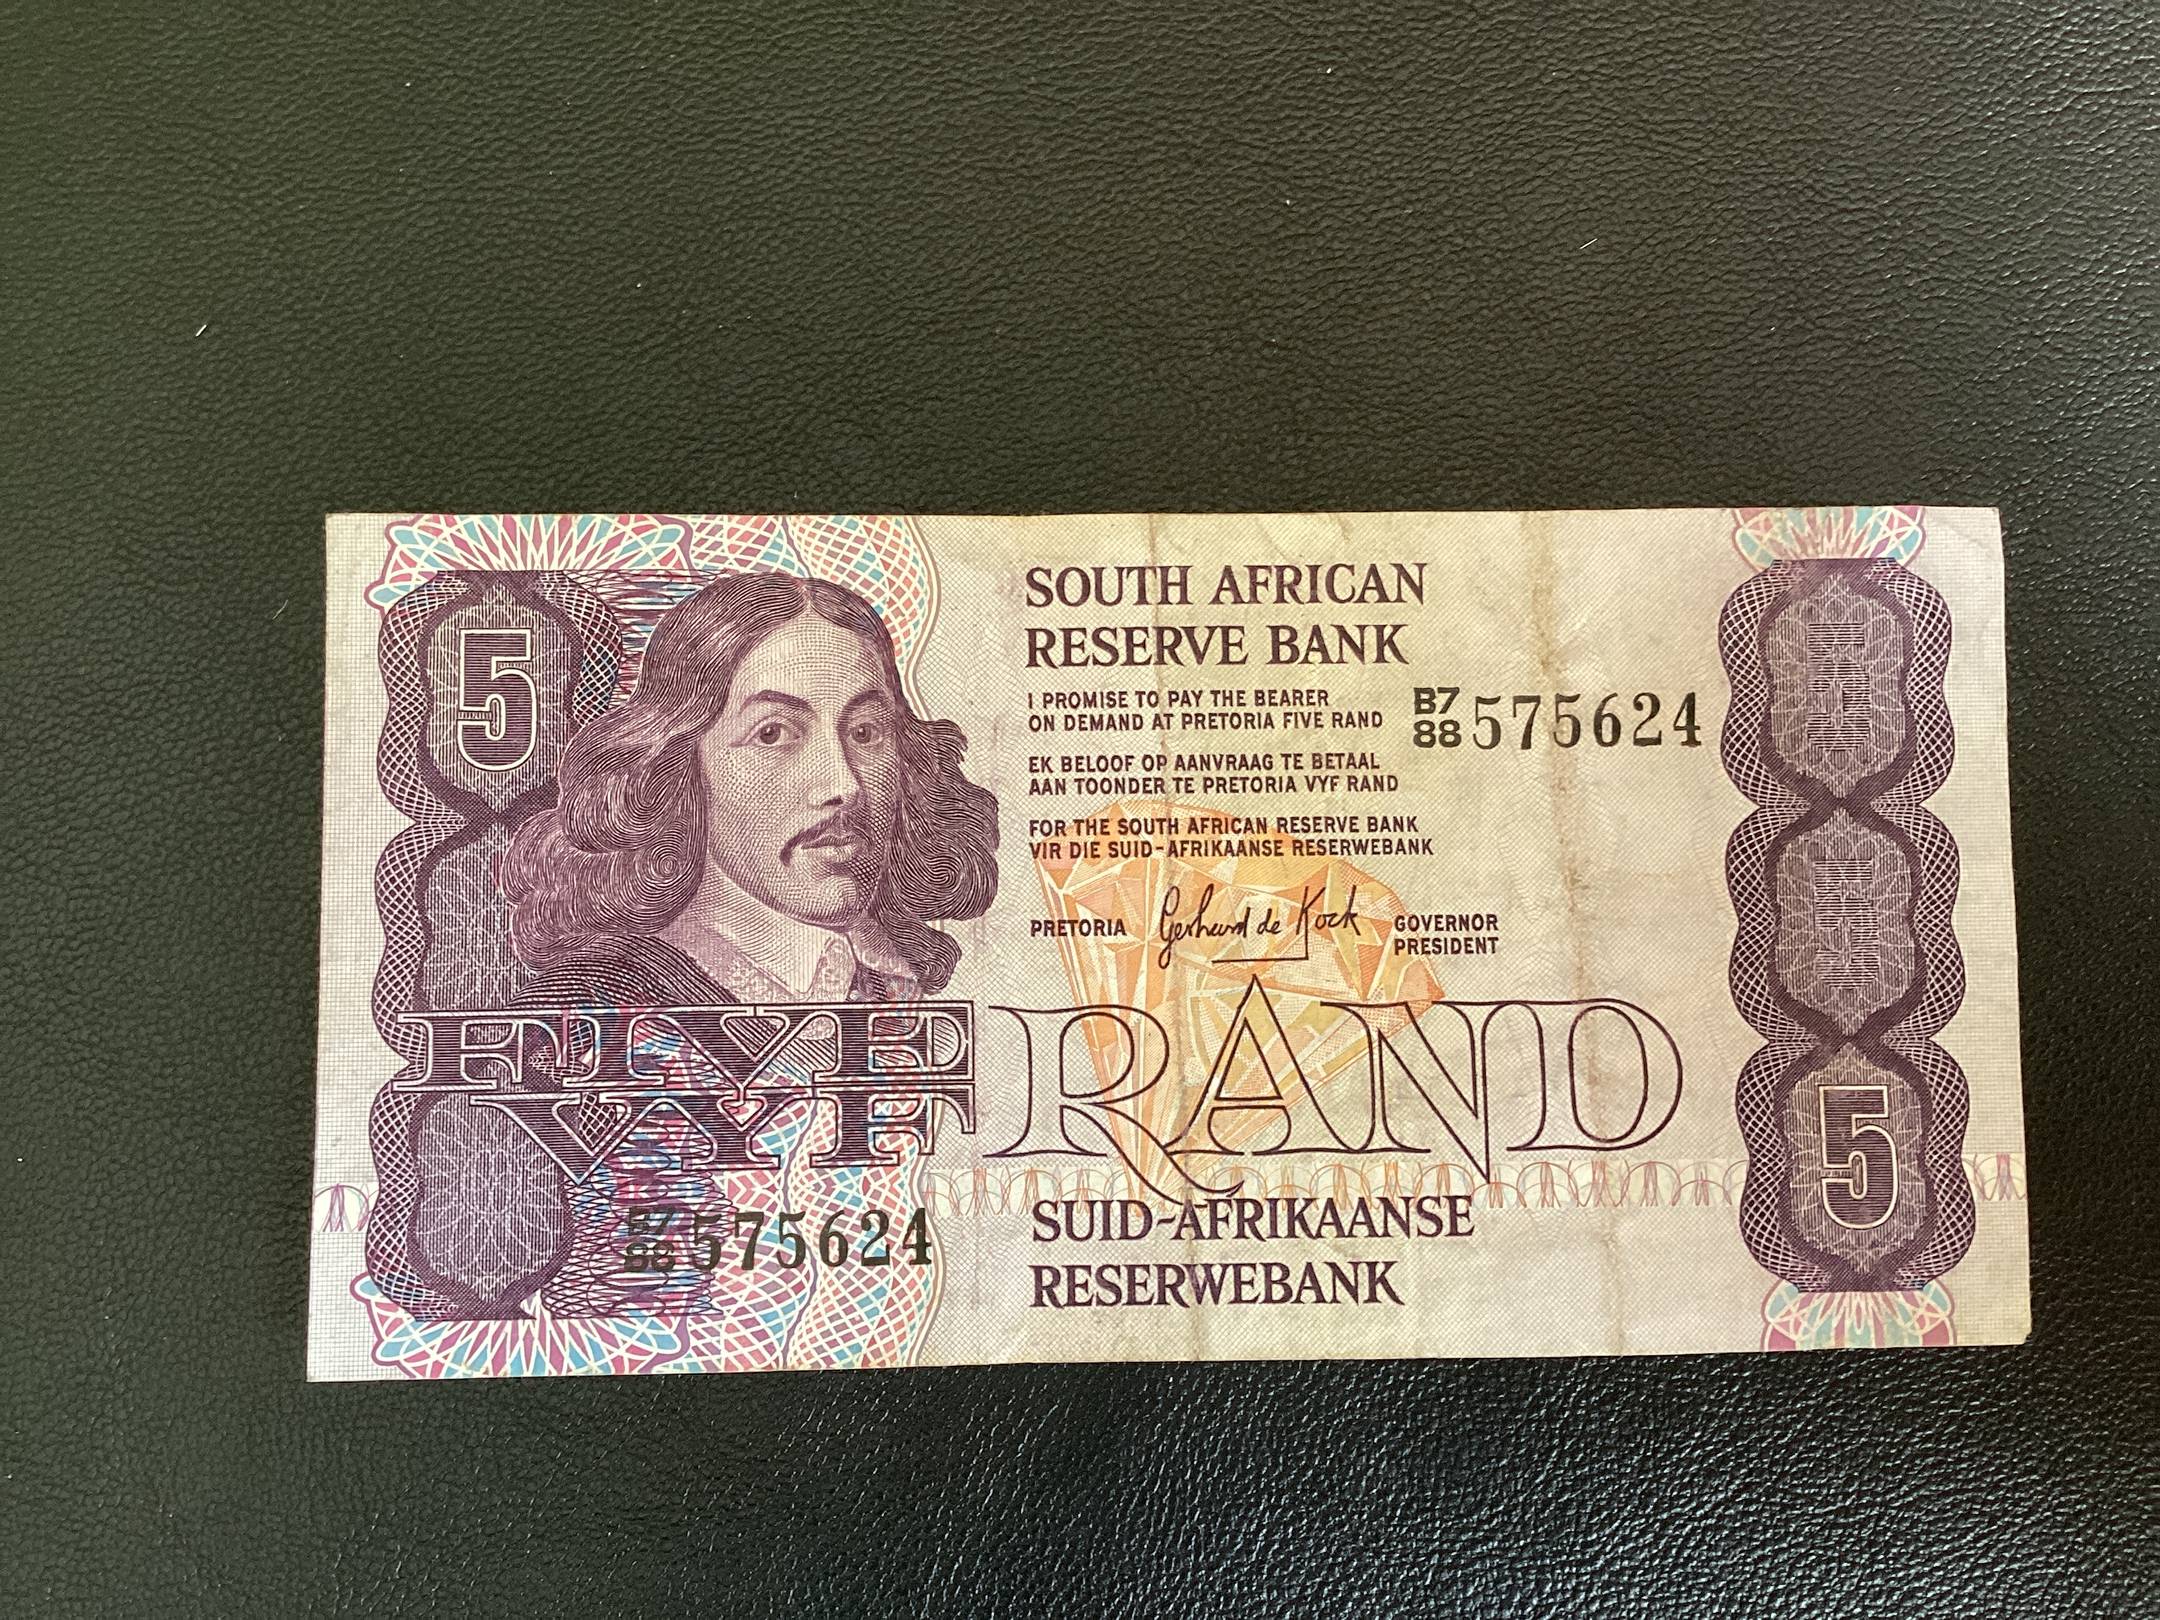 5
SOUTH AFRICAN
RESERVE BANK
I PROMISE TO PAY THE BEARER
ON DEMAND AT PRETORIA FIVE RAND
B7
88 575624
EK BELOOF OP AANVRAAG TE BETAAL
AAN TOONDER TE PRETORIA VYF RAND
FOR THE SOUTH AFRICAN RESERVE BANK
VIR DIE SUID-AFRIKAANSE RESERWEBANK
PRETORIA Gerhard de Kock GOVERNOR
PRESIDENT
5
5
5
FIVE
VYF RAND
B7
88 575624
SUID-AFRIKAANSE
RESERWEBANK